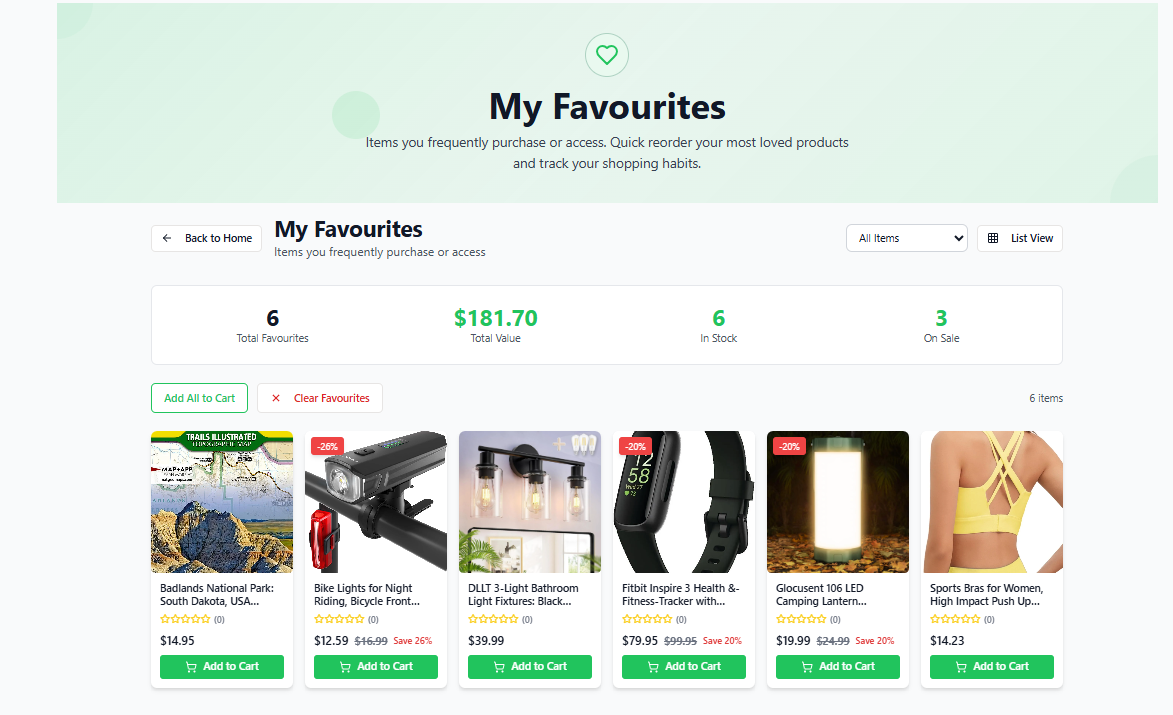 My Favourites
Items you frequently purchase or access. Quick reorder your most loved products
and track your shopping habits.
Back to Home
My Favourites
Items you frequently purchase or access
All Items
List View
6
Total Favourites
$181.70
Total Value
6
In Stock
3
On Sale
Add All to Cart
Clear Favourites
6 items
TRAILS ILLUSTRATED
TOPOGRAPHIC MAP
MAP+APP
Badlands National Park:
South Dakota, USA...
(0)
$14.95
Add to Cart
-26%
Bike Lights for Night
Riding, Bicycle Front...
(0)
$12.59 $16.99 Save 26%
Add to Cart
DLLT 3-Light Bathroom
Light Fixtures: Black...
(0)
$39.99
Add to Cart
-20%
12
58
Fitbit Inspire 3 Health &-
Fitness-Tracker with...
(0)
$79.95 $99.95 Save 20%
Add to Cart
-20%
Glocusent 106 LED
Camping Lantern...
(0)
$19.99 $24.99 Save 20%
Add to Cart
Sports Bras for Women,
High Impact Push Up...
(0)
$14.23
Add to Cart